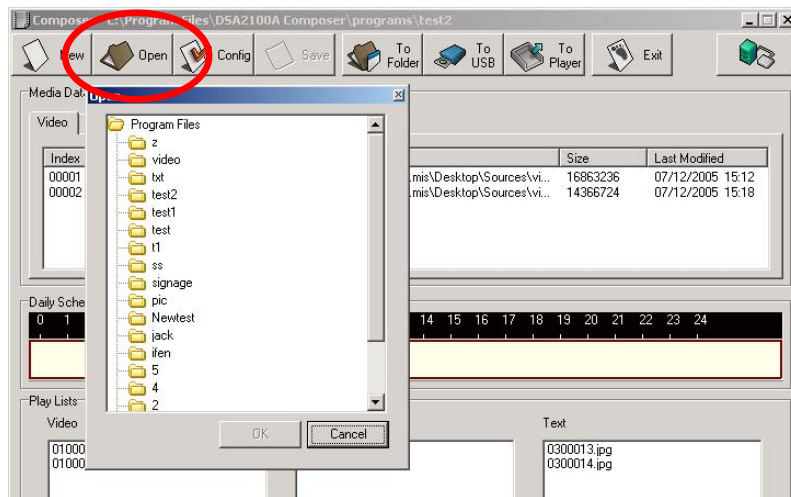 Composer - C:\Program Files\DSA2100A Composer\programs\test2
New Open Config Save To Folder To USB To Player Exit
Media Dat
Open
Video
Program Files
z
video
txt
test2
test1
test
t1
ss
signage
pic
Newtest
jack
ifen
5
4
2
OK Cancel
Index Size Last Modified
00001 .mis\Desktop\Sources\vi... 16863236 07/12/2005 15:12
00002 .mis\Desktop\Sources\vi... 14366724 07/12/2005 15:18
Daily Sche
0 1 14 15 16 17 18 19 20 21 22 23 24
Play Lists
Video Text
01000 0300013.jpg
01000 0300014.jpg